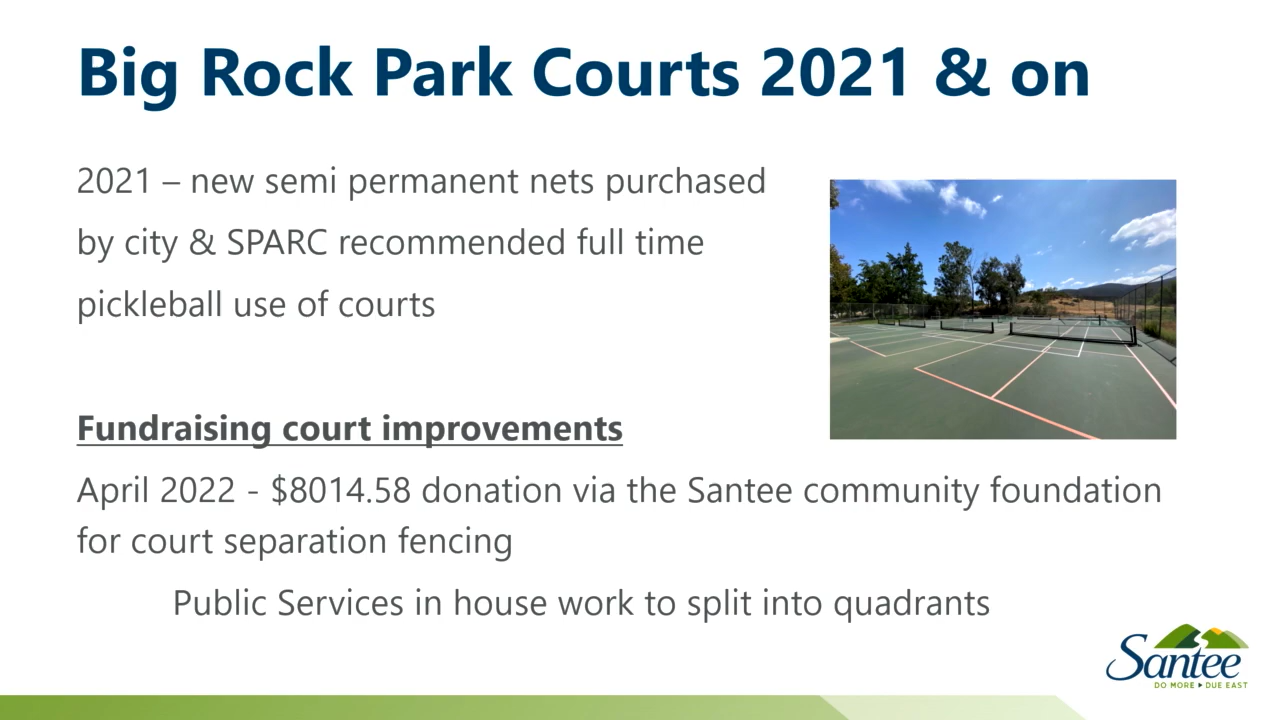 Big Rock Park Courts 2021 & on
2021 – new semi permanent nets purchased
by city & SPARC recommended full time
pickleball use of courts
Fundraising court improvements
April 2022 - $8014.58 donation via the Santee community foundation
for court separation fencing
Public Services in house work to split into quadrants
Santee
DO MORE ▸ DUE EAST